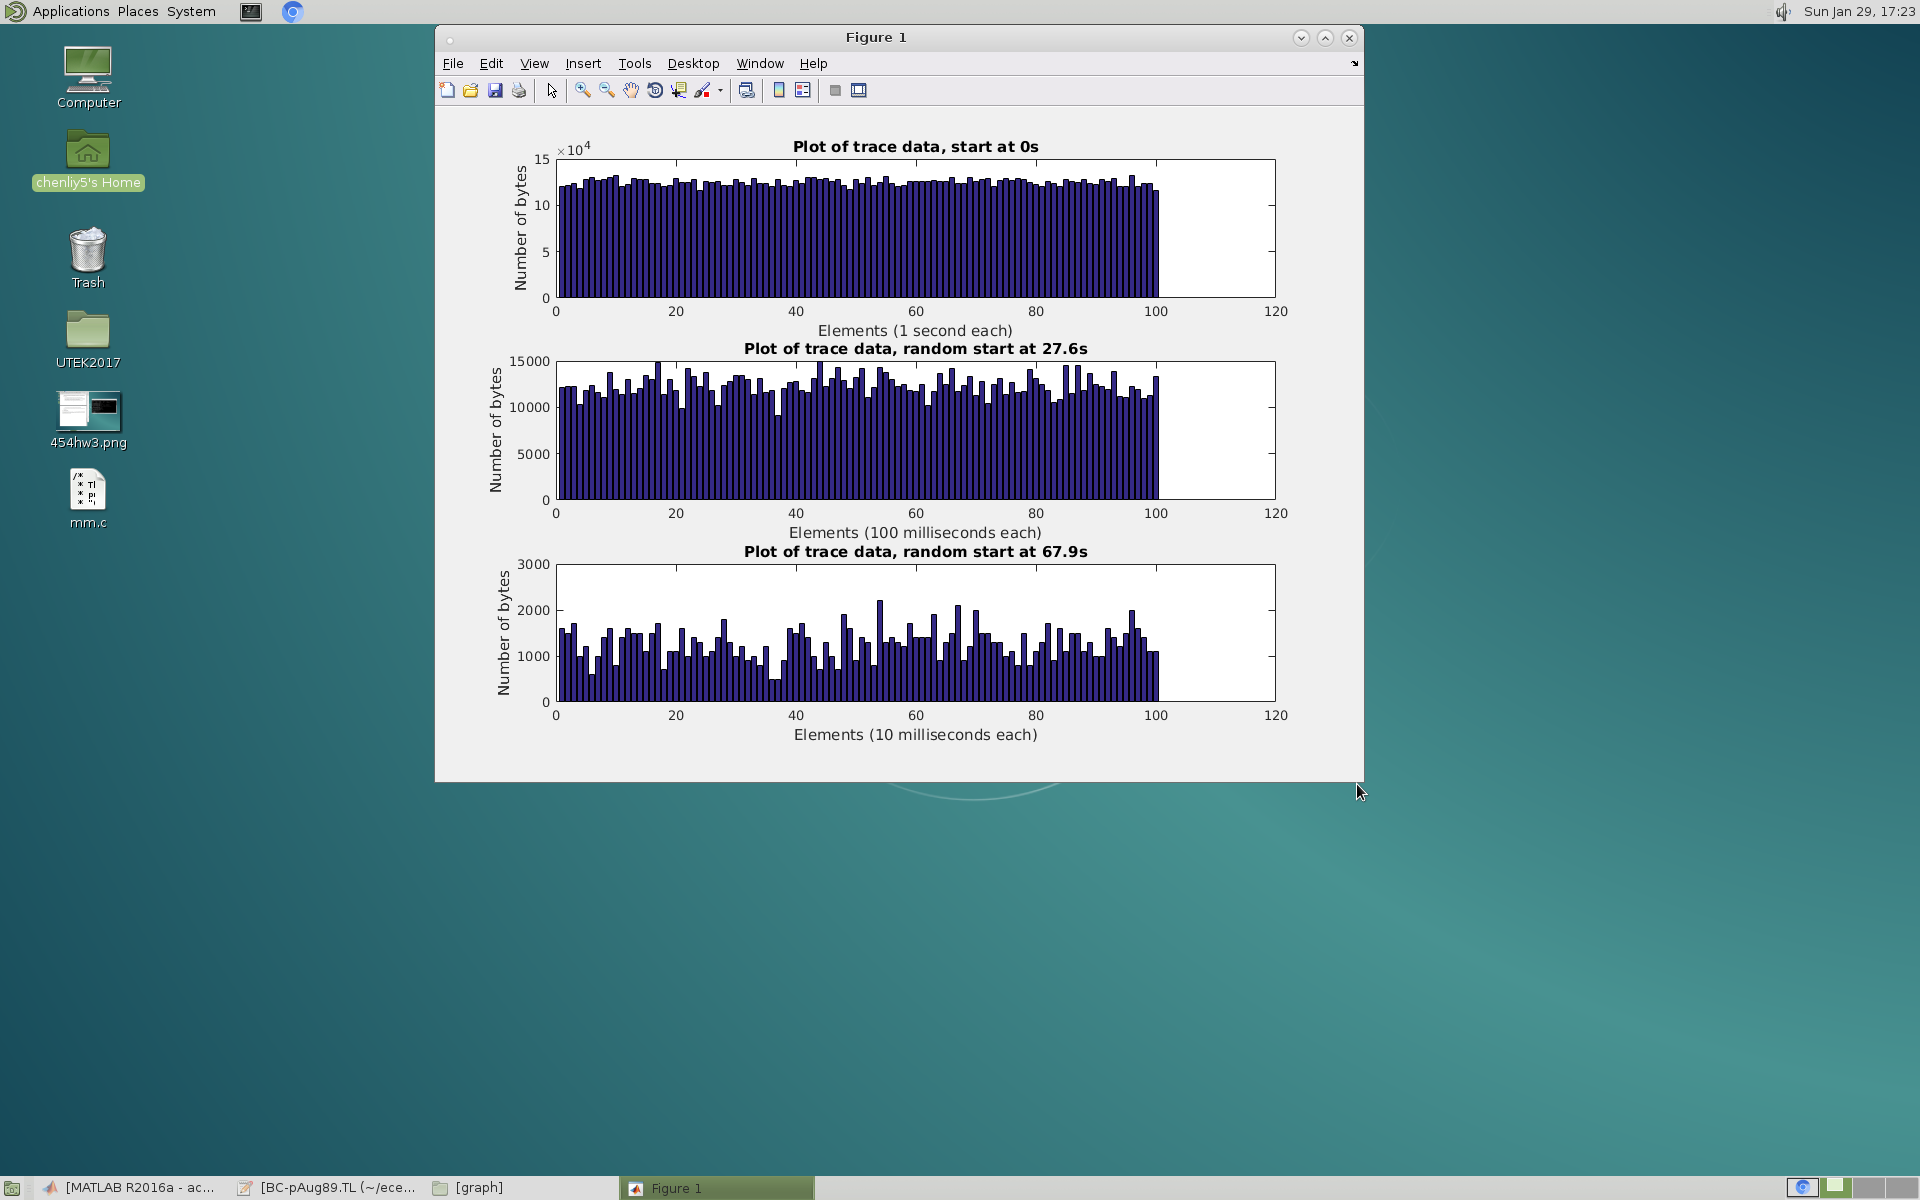 Applications Places System
Sun Jan 29, 17:23
Computer
chenliy5's Home
Trash
UTEK2017
454hw3.png
mm.c
Figure 1
File Edit View Insert Tools Desktop Window Help
Plot of trace data, start at 0s
×10^4
15
10
5
0
Number of bytes
0 20 40 60 80 100 120
Elements (1 second each)
Plot of trace data, random start at 27.6s
15000
10000
5000
0
Number of bytes
0 20 40 60 80 100 120
Elements (100 milliseconds each)
Plot of trace data, random start at 67.9s
3000
2000
1000
0
Number of bytes
0 20 40 60 80 100 120
Elements (10 milliseconds each)
[MATLAB R2016a - ac... [BC-pAug89.TL (~/ece... [graph] Figure 1